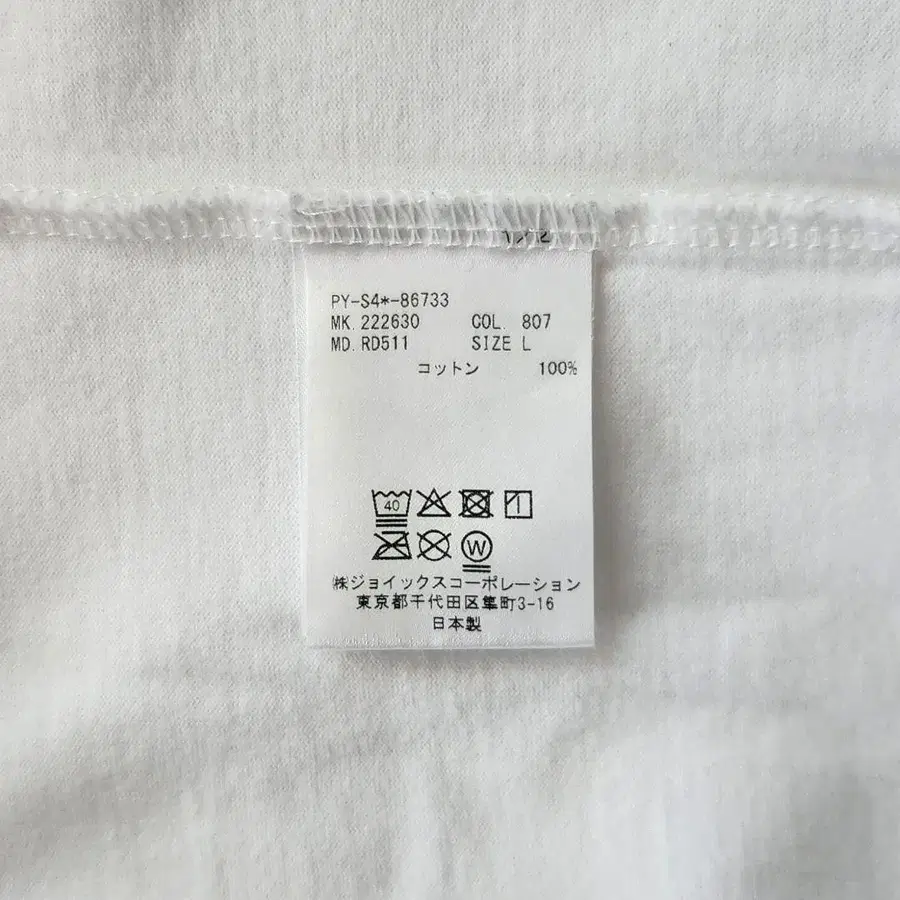 PY-S4*-86733
MK. 222630 COL. 807
MD. RD511 SIZE L
コットン 100%
40
W
㈱ジョイックスコーポレーション
東京都千代田区隼町3-16
日本製